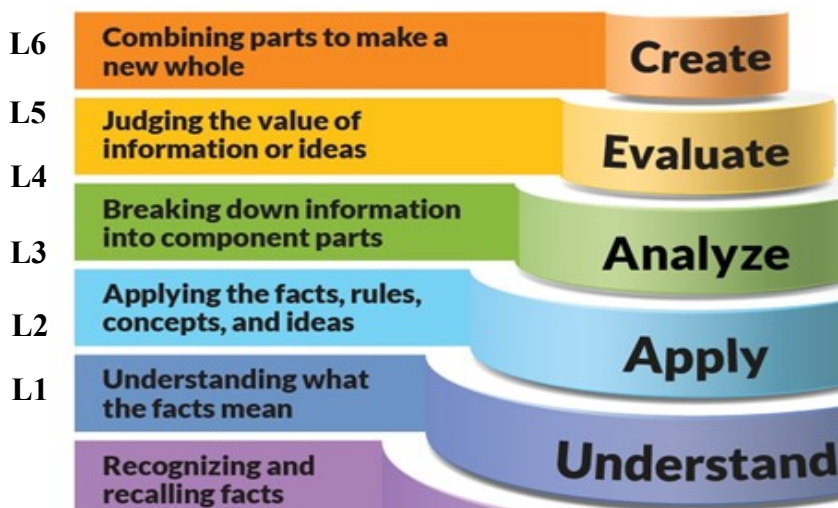 L6
Combining parts to make a
new whole
Create
L5
Judging the value of
information or ideas
Evaluate
L4
Breaking down information
into component parts
Analyze
L3
Applying the facts, rules,
concepts, and ideas
Apply
L2
Understanding what
the facts mean
Understand
L1
Recognizing and
recalling facts